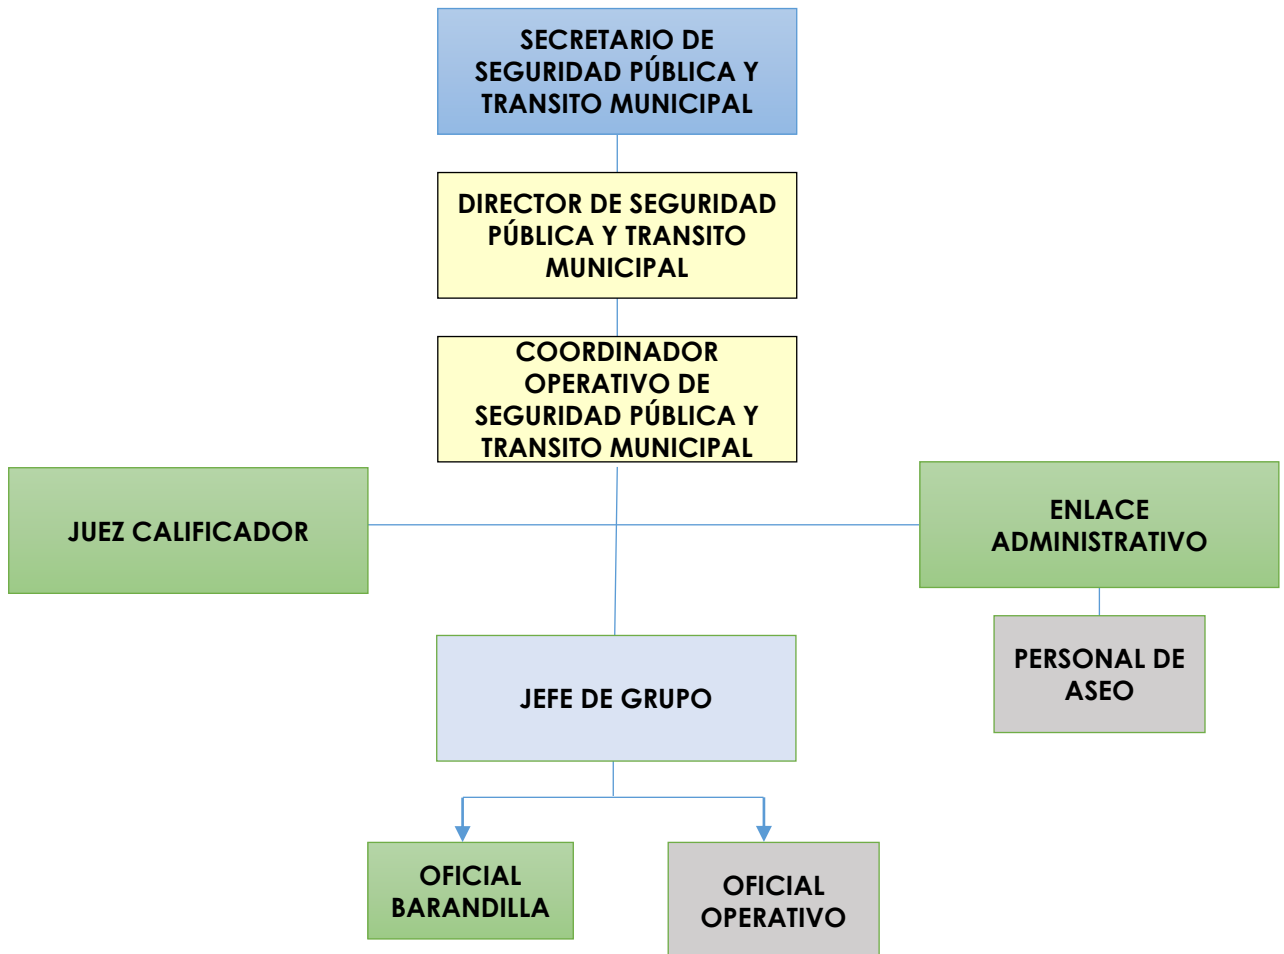 SECRETARIO DE
SEGURIDAD PÚBLICA Y
TRANSITO MUNICIPAL
DIRECTOR DE SEGURIDAD
PÚBLICA Y TRANSITO
MUNICIPAL
COORDINADOR
OPERATIVO DE
SEGURIDAD PÚBLICA Y
TRANSITO MUNICIPAL
JUEZ CALIFICADOR
ENLACE
ADMINISTRATIVO
PERSONAL DE
ASEO
JEFE DE GRUPO
OFICIAL
BARANDILLA
OFICIAL
OPERATIVO